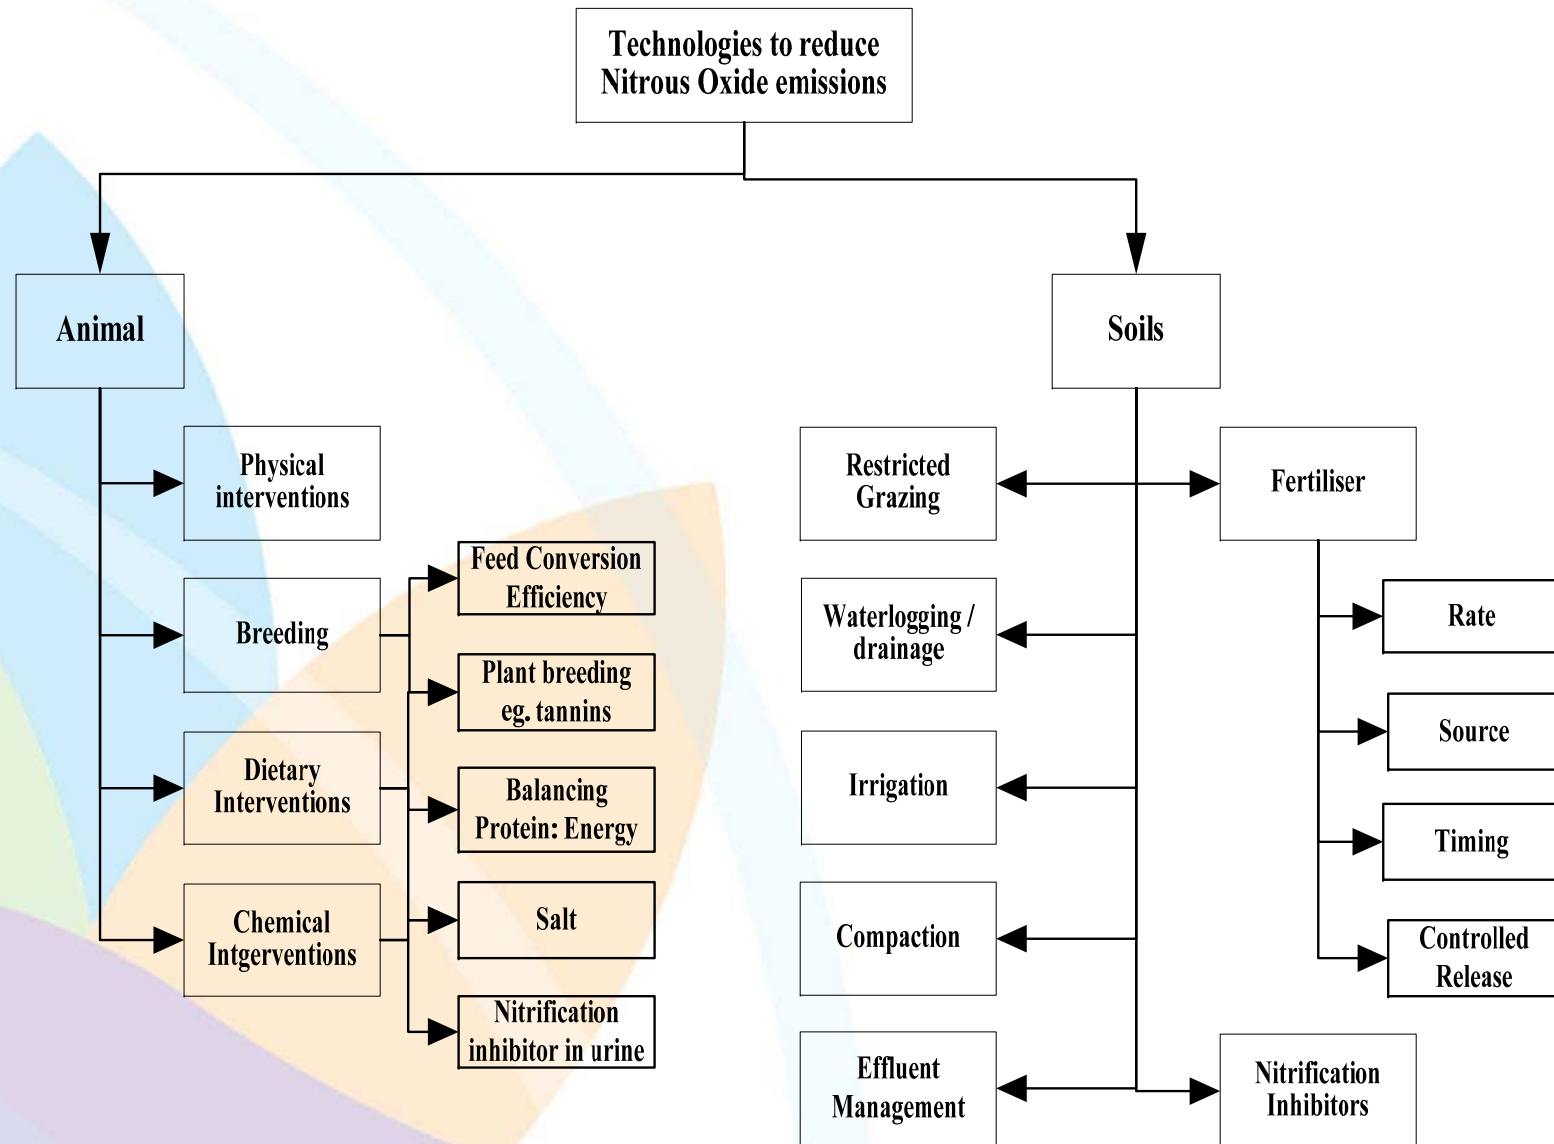 Technologies to reduce
Nitrous Oxide emissions
Animal
Soils
Physical
interventions
Breeding
Dietary
Interventions
Chemical
Intgerventions
Feed Conversion
Efficiency
Plant breeding
eg. tannins
Balancing
Protein: Energy
Salt
Nitrification
inhibitor in urine
Restricted
Grazing
Waterlogging /
drainage
Irrigation
Compaction
Effluent
Management
Fertiliser
Rate
Source
Timing
Controlled
Release
Nitrification
Inhibitors